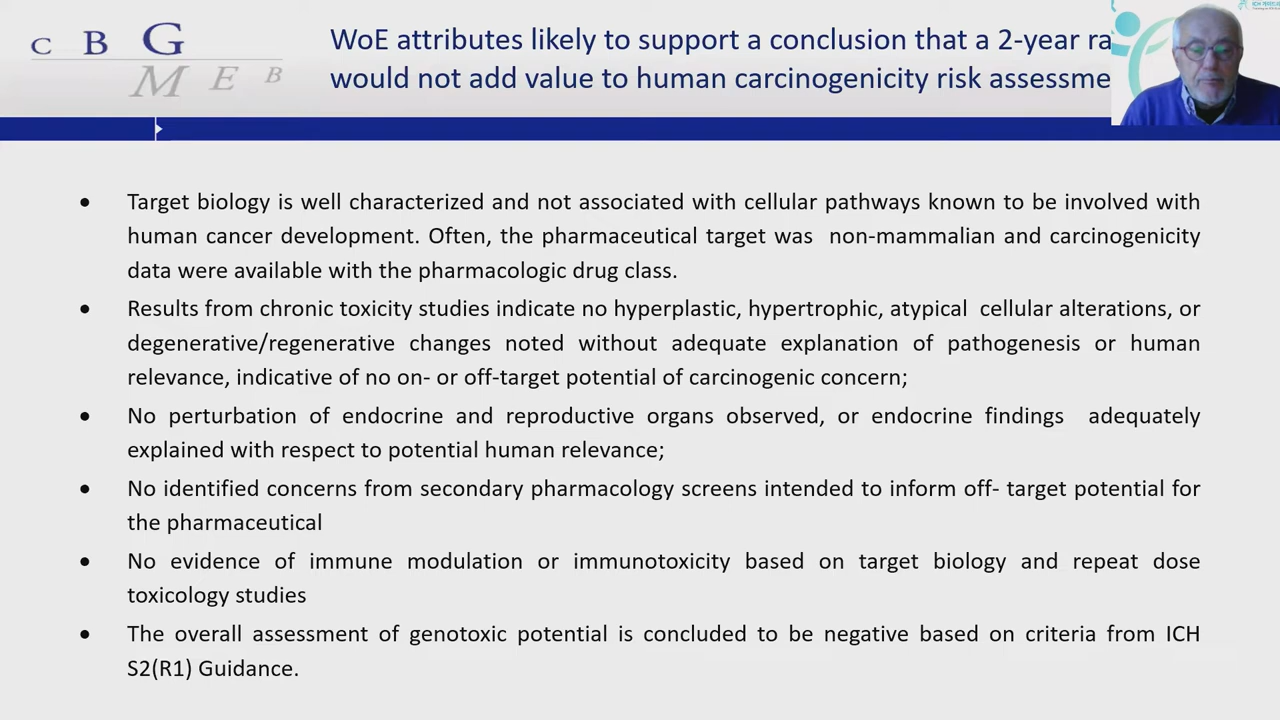 C B G
M E B
WoE attributes likely to support a conclusion that a 2-year ra
would not add value to human carcinogenicity risk assessme
• Target biology is well characterized and not associated with cellular pathways known to be involved with
human cancer development. Often, the pharmaceutical target was non-mammalian and carcinogenicity
data were available with the pharmacologic drug class.
• Results from chronic toxicity studies indicate no hyperplastic, hypertrophic, atypical cellular alterations, or
degenerative/regenerative changes noted without adequate explanation of pathogenesis or human
relevance, indicative of no on- or off-target potential of carcinogenic concern;
• No perturbation of endocrine and reproductive organs observed, or endocrine findings adequately
explained with respect to potential human relevance;
• No identified concerns from secondary pharmacology screens intended to inform off- target potential for
the pharmaceutical
• No evidence of immune modulation or immunotoxicity based on target biology and repeat dose
toxicology studies
• The overall assessment of genotoxic potential is concluded to be negative based on criteria from ICH
S2(R1) Guidance.